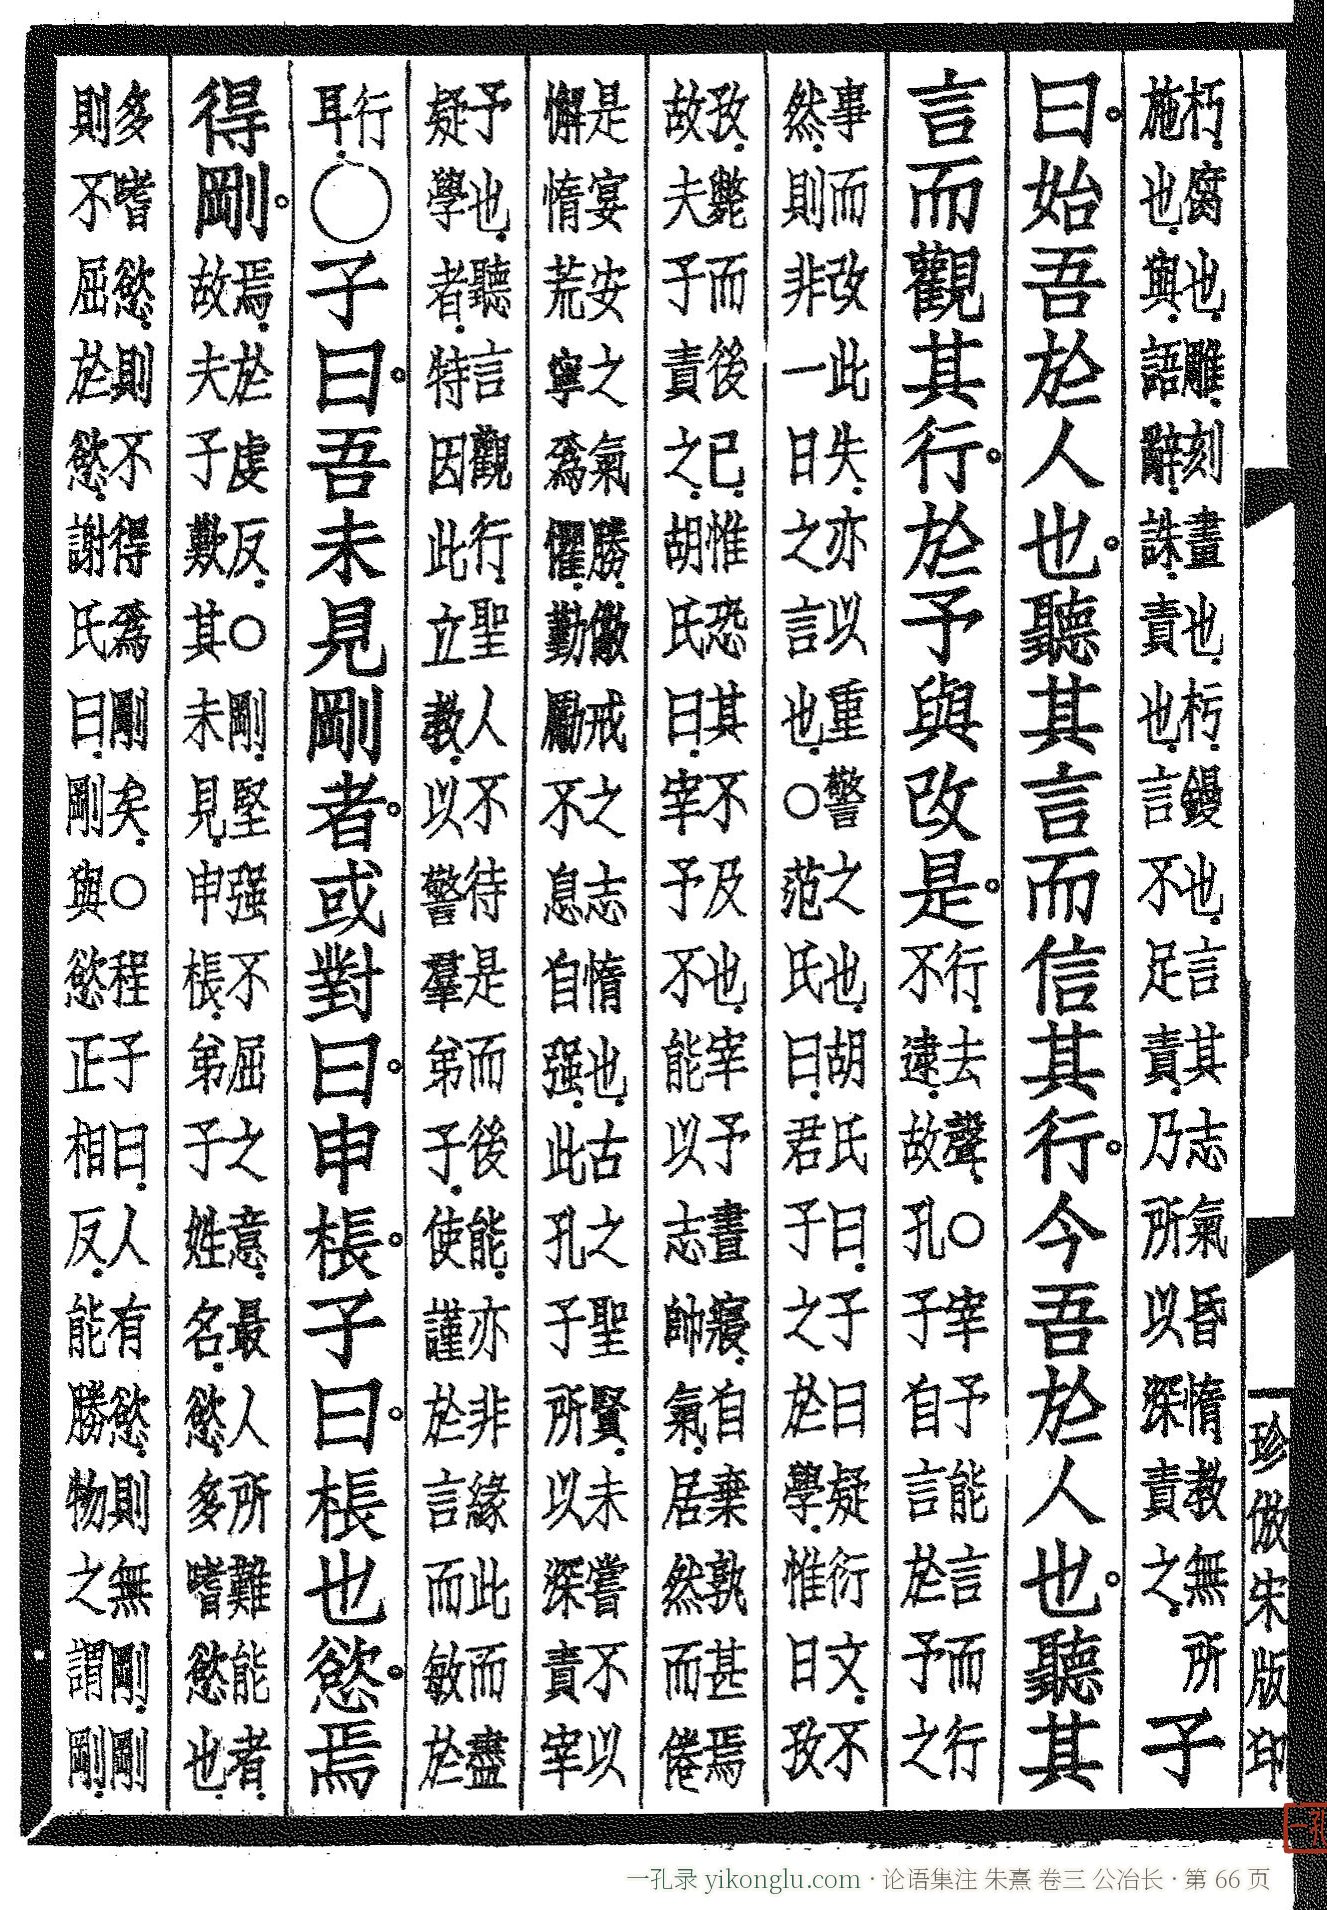 珍倣宋版印
朽腐也雕刻畫也杇鏝也言其志氣昏惰教無所
施也與語辭誅責也言不足責乃所以深責之
子
曰始吾於人也聽其言而信其行今吾於人也聽其
言而觀其行於予與改是
行去聲○宰予能言而行
不逮故孔子自言於予之
事而改此失亦以重警之也胡氏曰子曰疑衍文不
然則非一日之言也○范氏曰君子之於學惟日孜
孜斃而後已惟恐其不及也宰予晝寢自棄孰甚焉
故夫子責之胡氏曰宰予不能以志帥氣居然而倦
是宴安之氣勝儆戒之志惰也古之聖賢未嘗不以
懈惰荒寧爲懼勤勵不息自强此孔子所以深責宰
予也聽言觀行聖人不待是而後能亦非緣此而盡
疑學者特因此立教以警羣弟子使謹於言而敏於
行
耳
○子曰吾未見剛者或對曰申棖子曰棖也慾焉
得剛
焉於虔反○剛堅强不屈之意最人所難能者
故夫子歎其未見申棖弟子姓名慾多嗜慾也
多嗜慾則不得爲剛矣○程子曰人有慾則無剛剛
則不屈於慾謝氏曰剛與慾正相反能勝物之謂剛
一孔录 yikonglu.com · 论语集注 朱熹 卷三 公冶长 · 第 66 页